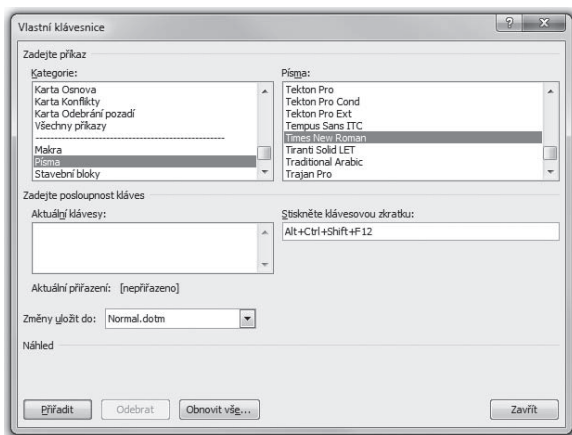 Vlastní klávesnice
Zadejte příkaz
Kategorie:
Karta Osnova
Karta Konflikty
Karta Odebrání pozadí
Všechny příkazy
--------------------------------------------------
Makra
Písma
Stavební bloky
Písma:
Tekton Pro
Tekton Pro Cond
Tekton Pro Ext
Tempus Sans ITC
Times New Roman
Tiranti Solid LET
Traditional Arabic
Trajan Pro
Zadejte posloupnost kláves
Aktuální klávesy:
Stiskněte klávesovou zkratku:
Alt+Ctrl+Shift+F12
Aktuální přiřazení: [nepřiřazeno]
Změny uložit do: Normal.dotm
Náhled
Přiřadit
Odebrat
Obnovit vše...
Zavřít